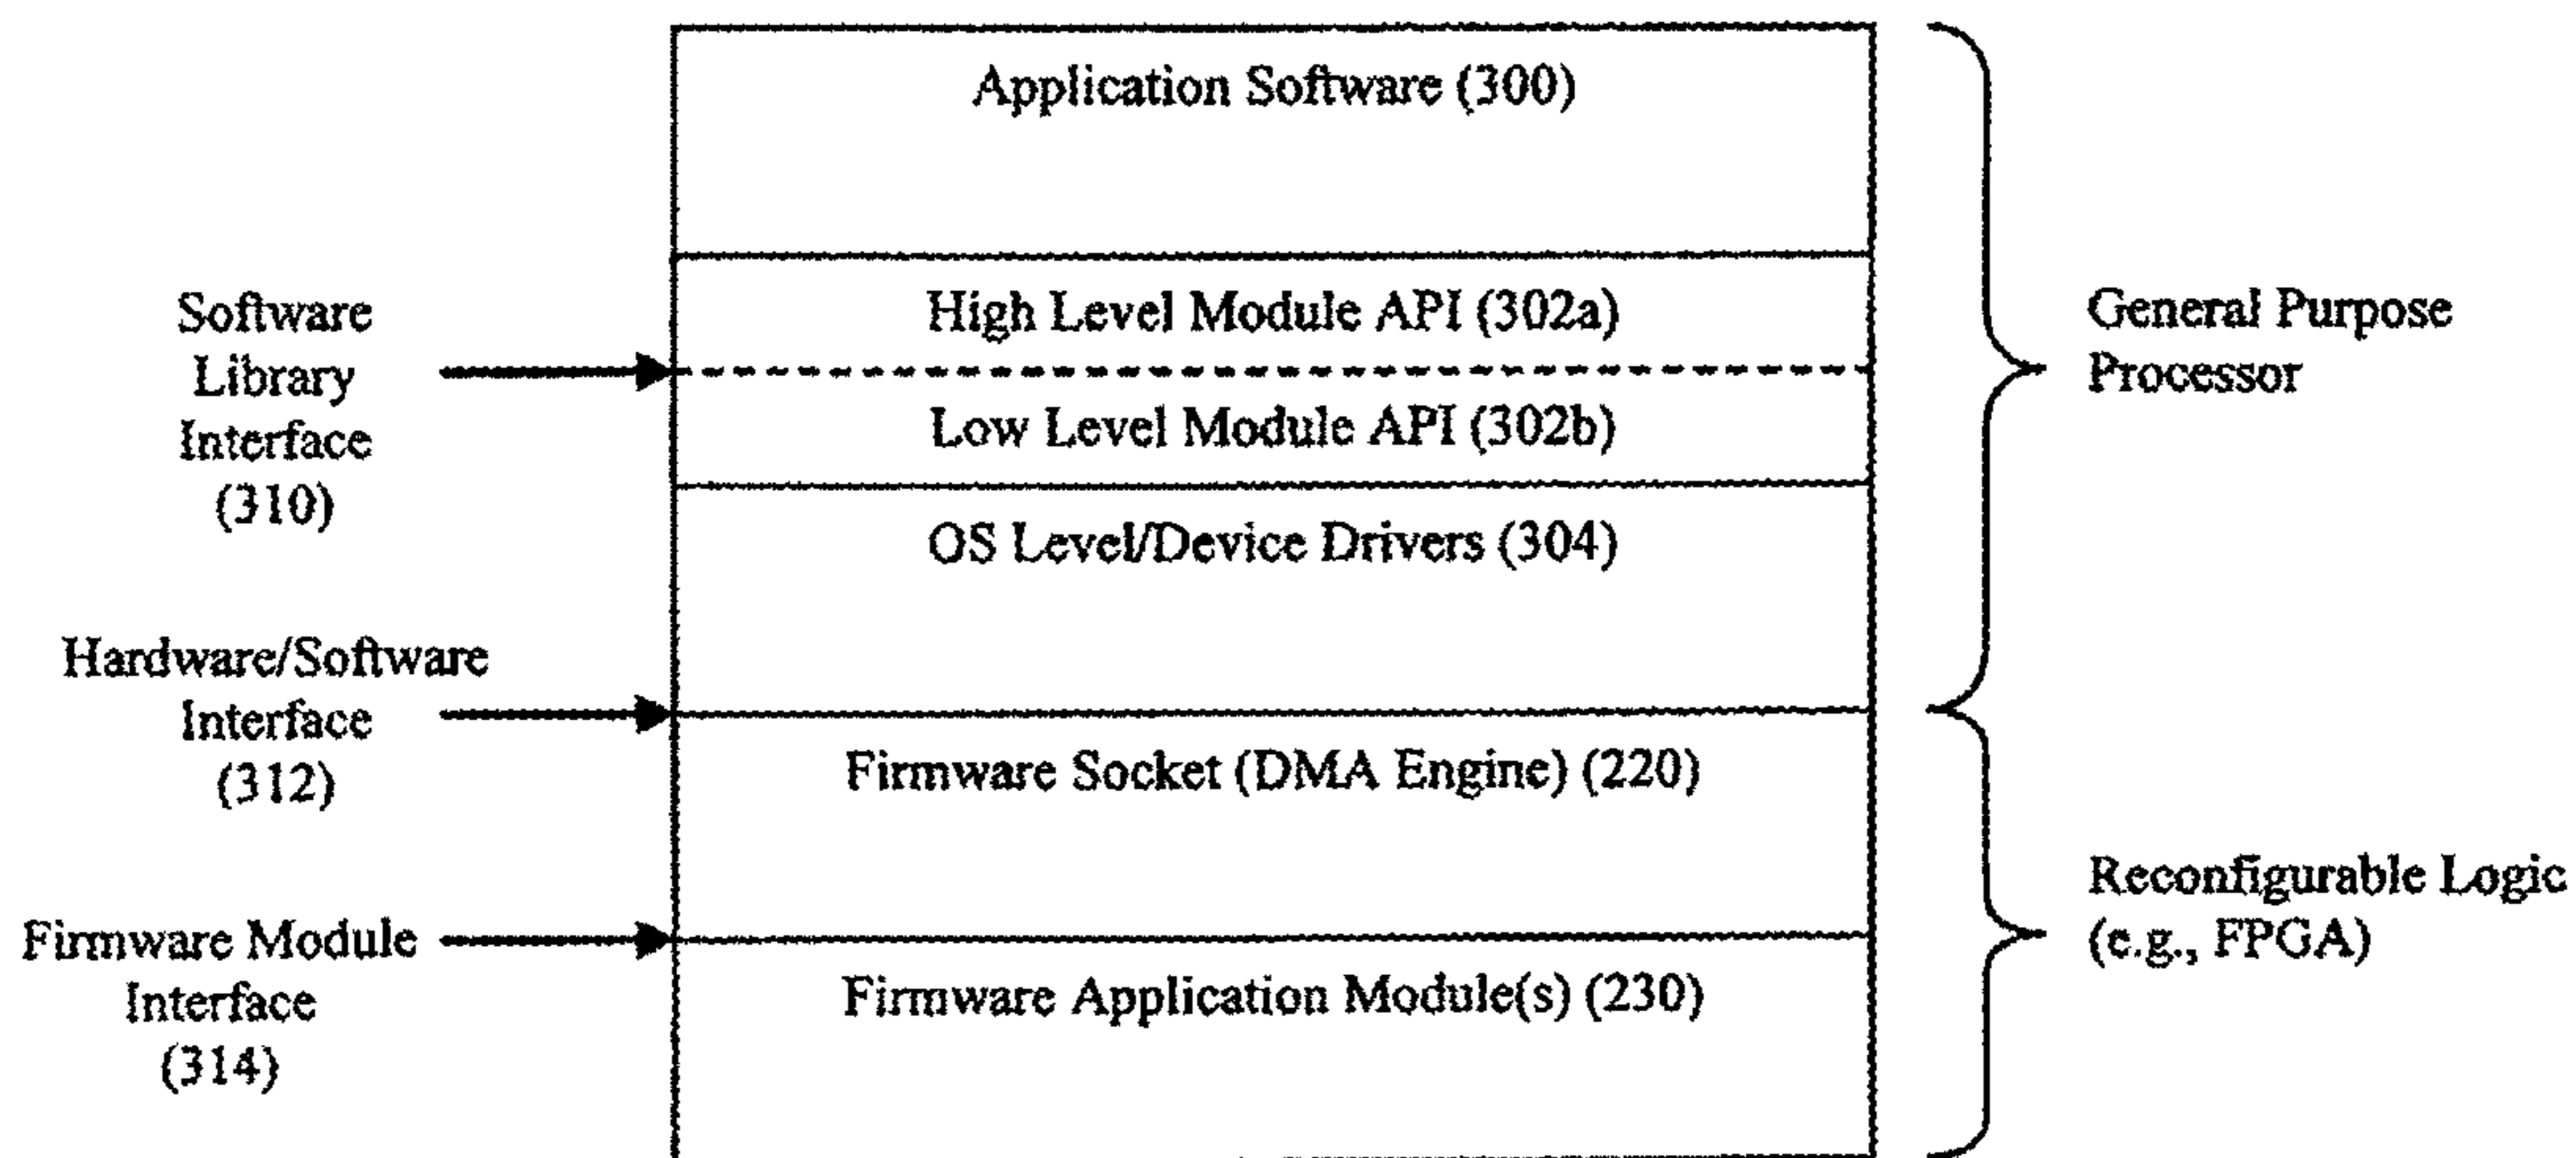 Application Software (300)
Software
Library
Interface
(310)
High Level Module API (302a)
Low Level Module API (302b)
General Purpose
Processor
OS Level/Device Drivers (304)
Hardware/Software
Interface
(312)
Firmware Socket (DMA Engine) (220)
Reconfigurable Logic
(e.g., FPGA)
Firmware Module
Interface
(314)
Firmware Application Module(s) (230)